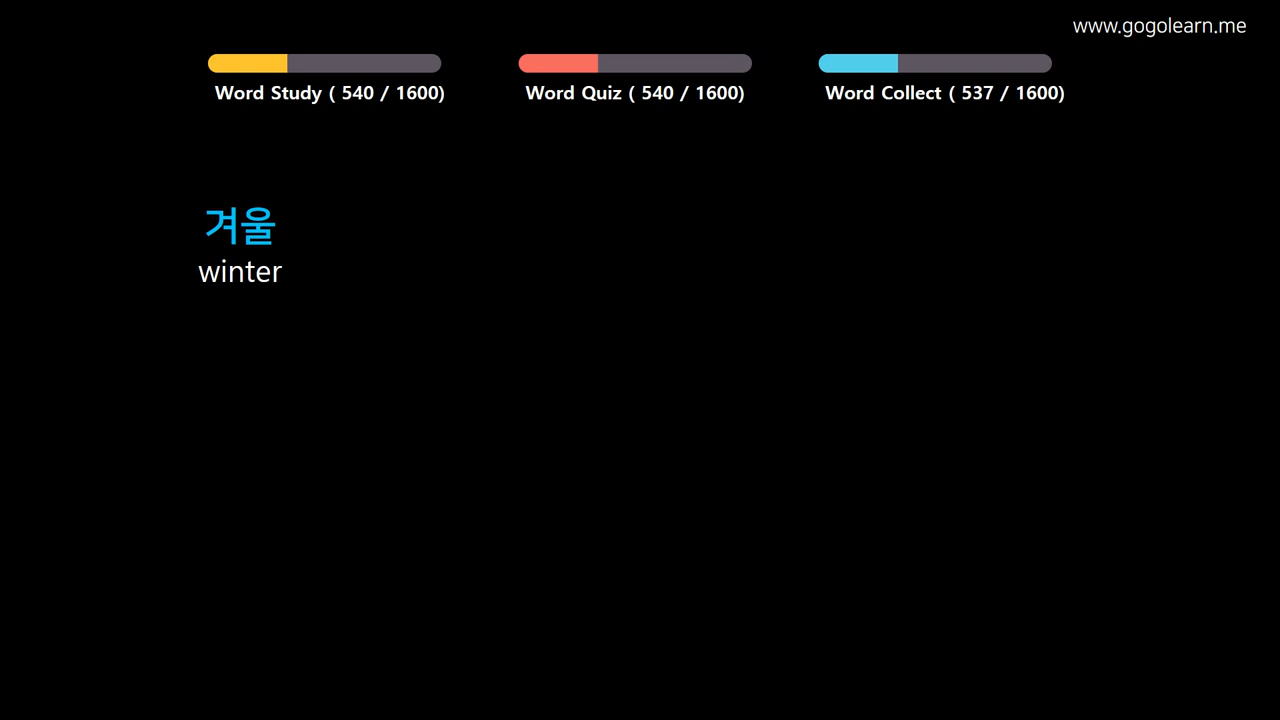 www.gogolearn.me
Word Study ( 540 / 1600)
Word Quiz ( 540 / 1600)
Word Collect ( 537 / 1600)
겨울
winter